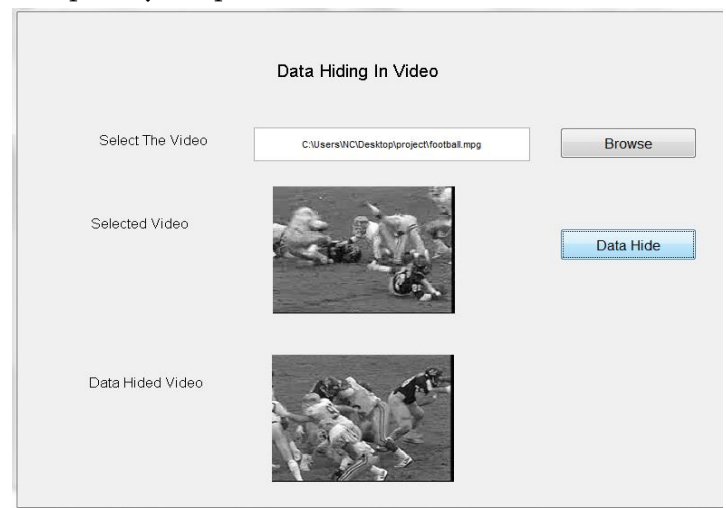 Data Hiding In Video
Select The Video
C:\Users\NC\Desktop\project\football.mpg
Browse
Selected Video
Data Hide
Data Hided Video